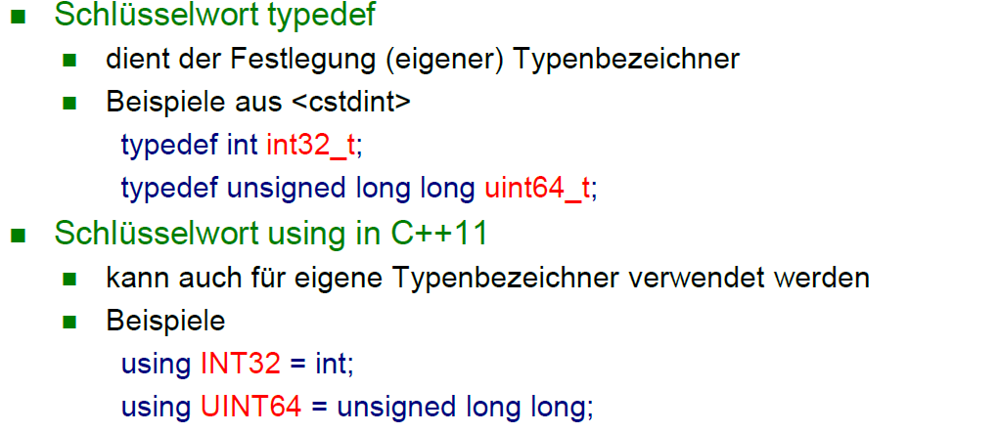 Schlüsselwort typedef
dient der Festlegung (eigener) Typenbezeichner
Beispiele aus <cstdint>
typedef int int32_t;
typedef unsigned long long uint64_t;
Schlüsselwort using in C++11
kann auch für eigene Typenbezeichner verwendet werden
Beispiele
using INT32 = int;
using UINT64 = unsigned long long;